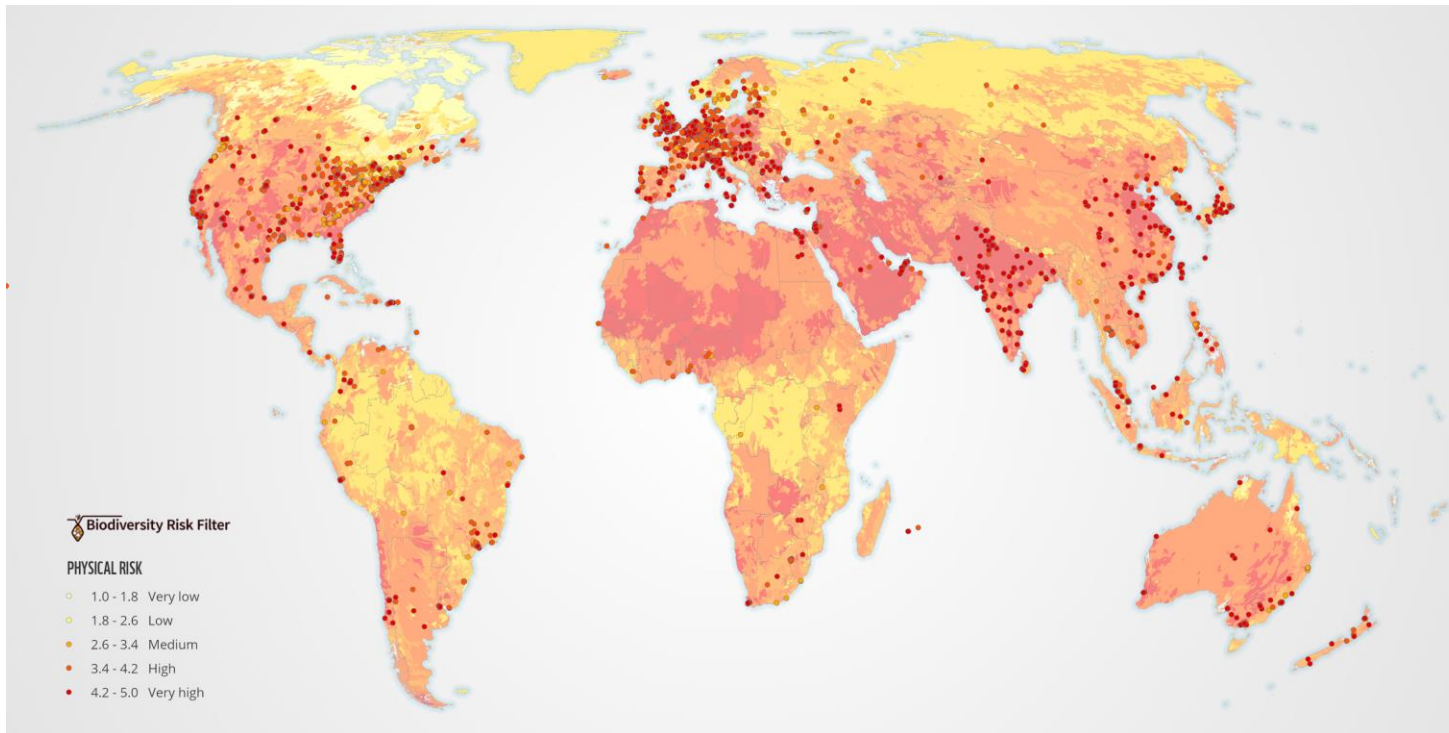 Biodiversity Risk Filter
PHYSICAL RISK
1.0 - 1.8 Very low
1.8 - 2.6 Low
2.6 - 3.4 Medium
3.4 - 4.2 High
4.2 - 5.0 Very high